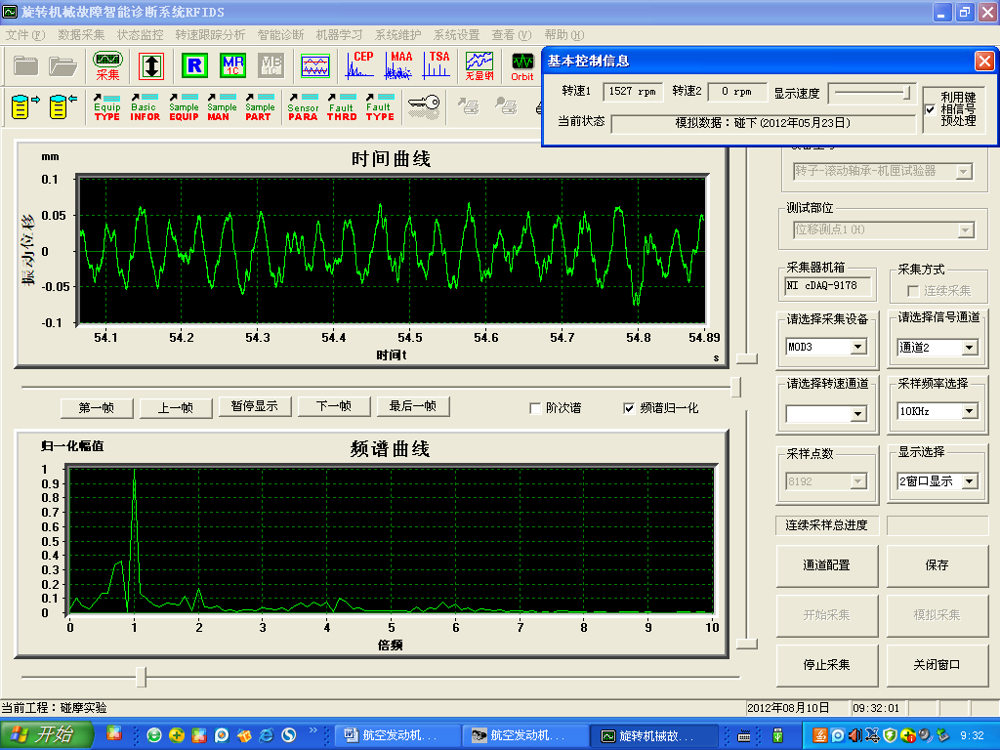 旋转机械故障智能诊断系统RFIDS
文件(F) 数据采集 状态监控 转速跟踪分析 智能诊断 机器学习 系统维护 系统设置 查看(V) 帮助(H)
采集 R MR 1C MB 1C CEP MAA TSA 无量纲 Orbit
Equip TYPE Basic INFOR Sample EQUIP Sample MAN Sample PART Sensor PARA Fault THRD Fault TYPE
基本控制信息
转速1 1527 rpm 转速2 0 rpm 显示速度
利用键相信号预处理
当前状态 模拟数据：碰下(2012年05月23日)
时间曲线
mm
振动位移
0.1
0.05
0
-0.05
-0.1
54.1 54.2 54.3 54.4 54.5 54.6 54.7 54.8 54.89
时间t
s
第一帧 上一帧 暂停显示 下一帧 最后一帧 阶次谱 频谱归一化
频谱曲线
归一化幅值
1
0.9
0.8
0.7
0.6
0.5
0.4
0.3
0.2
0.1
0
0 1 2 3 4 5 6 7 8 9 10
倍频
转子-滚动轴承-机匣试验器
测试部位
位移测点1(H)
采集器机箱
NI cDAQ-9178
采集方式
连续采集
请选择采集设备
MOD3
请选择信号通道
通道2
请选择转速通道
采样频率选择
10KHz
采样点数
8192
显示选择
2窗口显示
连续采样总进度
通道配置 保存
开始采集 模拟采集
停止采集 关闭窗口
当前工程：碰摩实验 2012年08月10日 09:32:01
开始 航空发动机... 航空发动机... 旋转机械故... 9:32